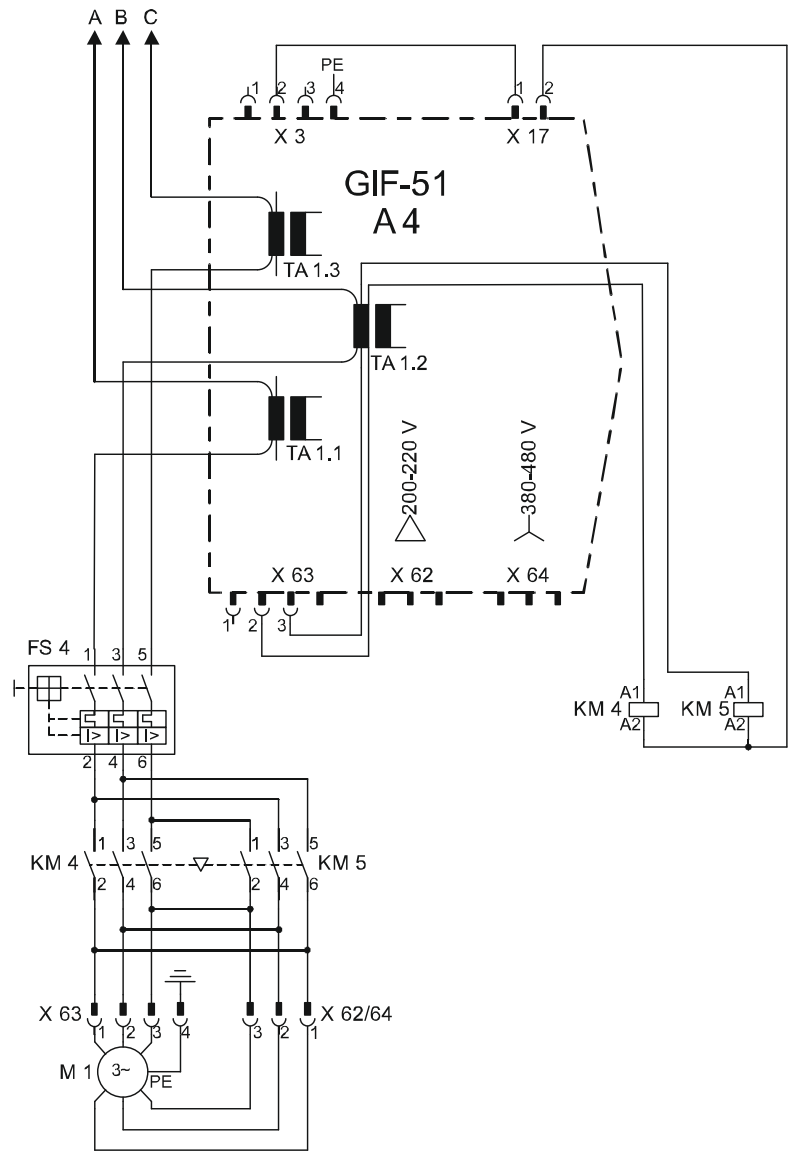 A B C
PE
1 2 3 4 1 2
X 3 X 17
GIF-51
A 4
TA 1.3
TA 1.2
TA 1.1
200-220 V
380-480 V
X 63 X 62 X 64
1 2 3
FS 4 1 3 5
I> I> I>
2 4 6
A1 A1
KM 4 KM 5
A2 A2
1 3 5 1 3 5
KM 4 KM 5
2 4 6 2 4 6
X 63 X 62/64
1 2 3 4 3 2 1
M 1 3~ PE